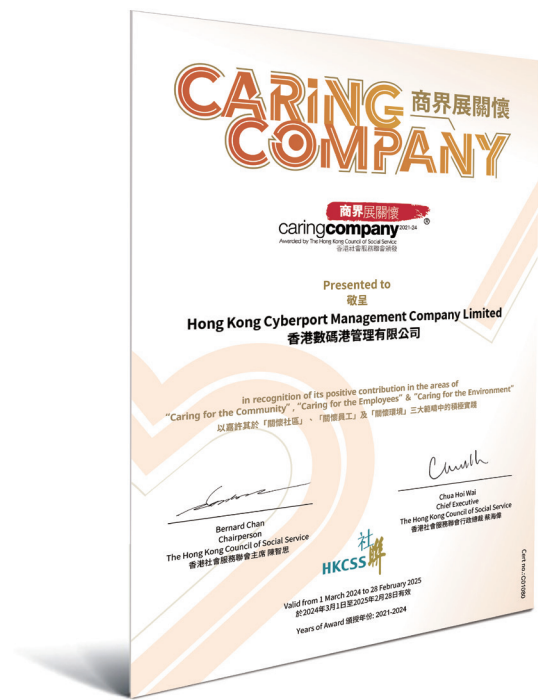 CARING 商界展關懷
COMPANY
商界展關懷
caringcompany 2021-24 ®
Awarded by The Hong Kong Council of Social Service
香港社會服務聯會頒發
Presented to
敬呈
Hong Kong Cyberport Management Company Limited
香港數碼港管理有限公司
in recognition of its positive contribution in the areas of
“Caring for the Community” , “Caring for the Employees” & “Caring for the Environment”
以嘉許其於「關懷社區」、「關懷員工」及「關懷環境」三大範疇中的積極實踐
Bernard Chan
Chairperson
The Hong Kong Council of Social Service
香港社會服務聯會主席 陳智思
Chua Hoi Wai
Chief Executive
The Hong Kong Council of Social Service
香港社會服務聯會行政總裁 蔡海偉
社聯
HKCSS
Valid from 1 March 2024 to 28 February 2025
於2024年3月1日至2025年2月28日有效
Years of Award 頒授年份: 2021-2024
Cert no.: C01080